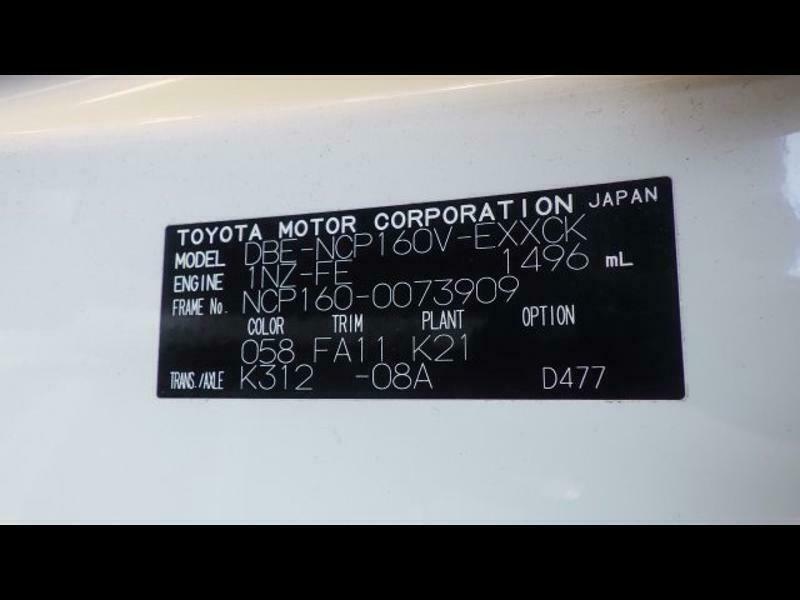 TOYOTA MOTOR CORPORATION JAPAN
MODEL DBE-NCP160V-EXXCK
ENGINE 1NZ-FE 1496 mL
FRAME No. NCP160-0073909
COLOR TRIM PLANT OPTION
058 FA11 K21
TRANS./AXLE K312 -08A D477